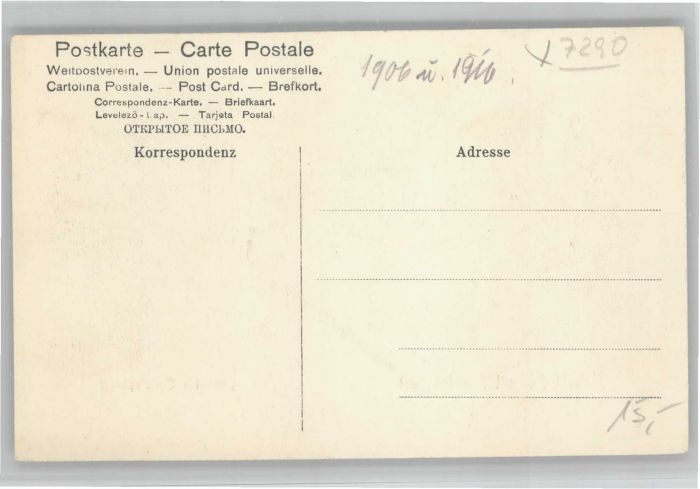 Postkarte — Carte Postale
Weltpostverein. — Union postale universelle.
Cartolina Postale. — Post Card. — Brefkort.
Correspondenz-Karte. — Briefkaart.
Levelezö-Lap. — Tarjeta Postal
ОТКРЫТОЕ ПИСЬМО.
1906 u. 1916.
7290
Korrespondenz
Adresse
15,-